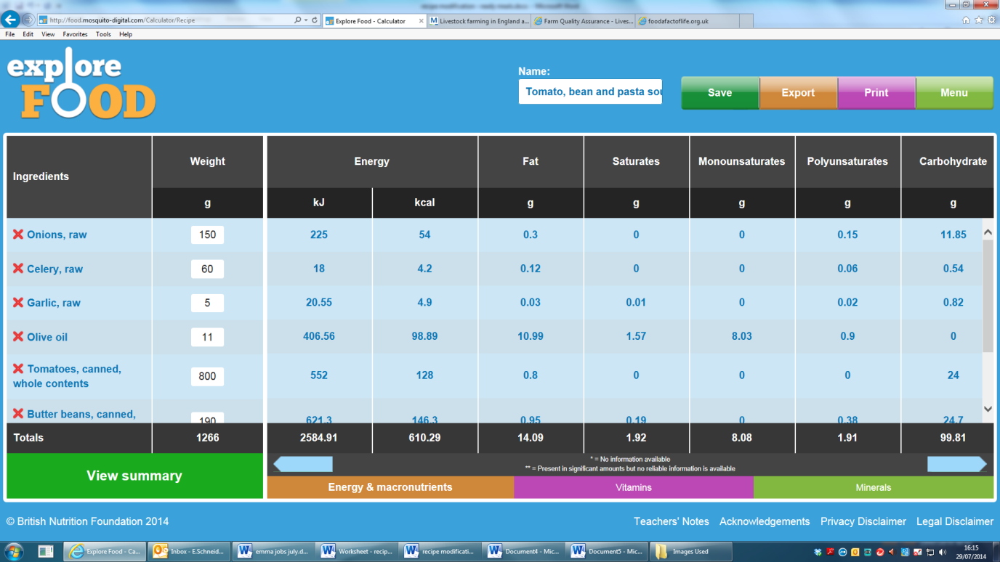 http://food.mosquito-digital.com/Calculator/Recipe
Explore Food - Calculator
Livestock farming in England a...
Farm Quality Assurance - Lives...
foodafactoflife.org.uk
File Edit View Favorites Tools Help
explore
FOOD
Name:
Tomato, bean and pasta sou
Save Export Print Menu
Ingredients Weight Energy Fat Saturates Monounsaturates Polyunsaturates Carbohydrate
g kJ kcal g g g g g
Onions, raw 150 225 54 0.3 0 0 0.15 11.85
Celery, raw 60 18 4.2 0.12 0 0 0.06 0.54
Garlic, raw 5 20.55 4.9 0.03 0.01 0 0.02 0.82
Olive oil 11 406.56 98.89 10.99 1.57 8.03 0.9 0
Tomatoes, canned,
whole contents 800 552 128 0.8 0 0 0 24
Butter beans, canned, 190 621.3 146.3 0.95 0.19 0 0.38 24.7
Totals 1266 2584.91 610.29 14.09 1.92 8.08 1.91 99.81
* = No information available
** = Present in significant amounts but no reliable information is available
View summary
Energy & macronutrients Vitamins Minerals
© British Nutrition Foundation 2014
Teachers' Notes Acknowledgements Privacy Disclaimer Legal Disclaimer
Explore Food - Ca...
Inbox - E.Schneid...
emma jobs july.d...
Worksheet - recip...
recipe modificati...
Document4 - Mic...
Document5 - Mic...
Images Used
16:15
29/07/2014